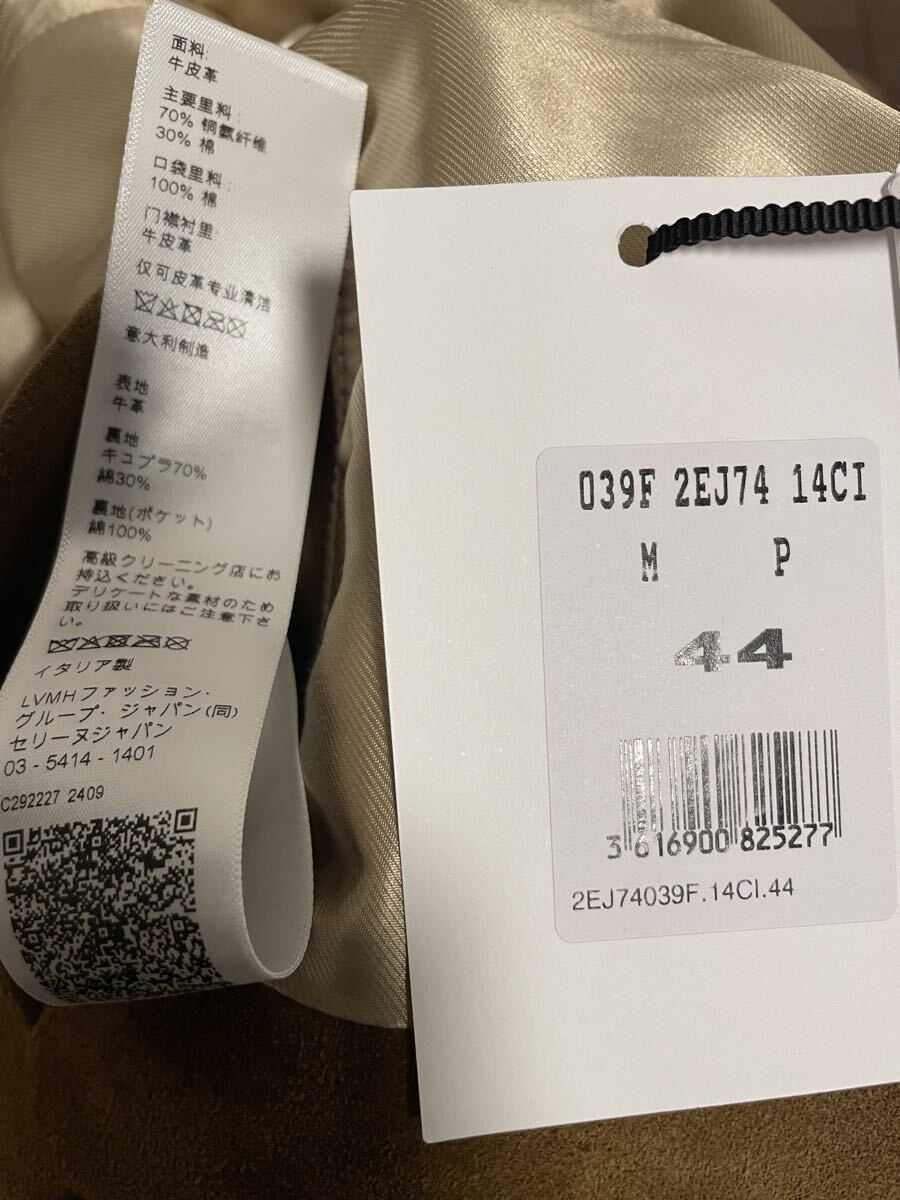 面料:
牛皮革
主要里料:
70% 铜氨纤维
30% 棉
口袋里料:
100% 棉
门襟衬里
牛皮革
仅可皮革专业清洁
意大利制造
表地
牛革
裏地
キュプラ70%
綿30%
裏地(ポケット)
綿100%
高級クリーニング店にお
持込ください。
デリケートな素材のため
取り扱いにはご注意下さ
い。
イタリア製
LVMHファッション・
グループ・ジャパン(同)
セリーヌジャパン
03 - 5414 - 1401
C292227 2409
039F 2EJ74 14CI
M P
44
3 616900 825277
2EJ74039F.14CI.44